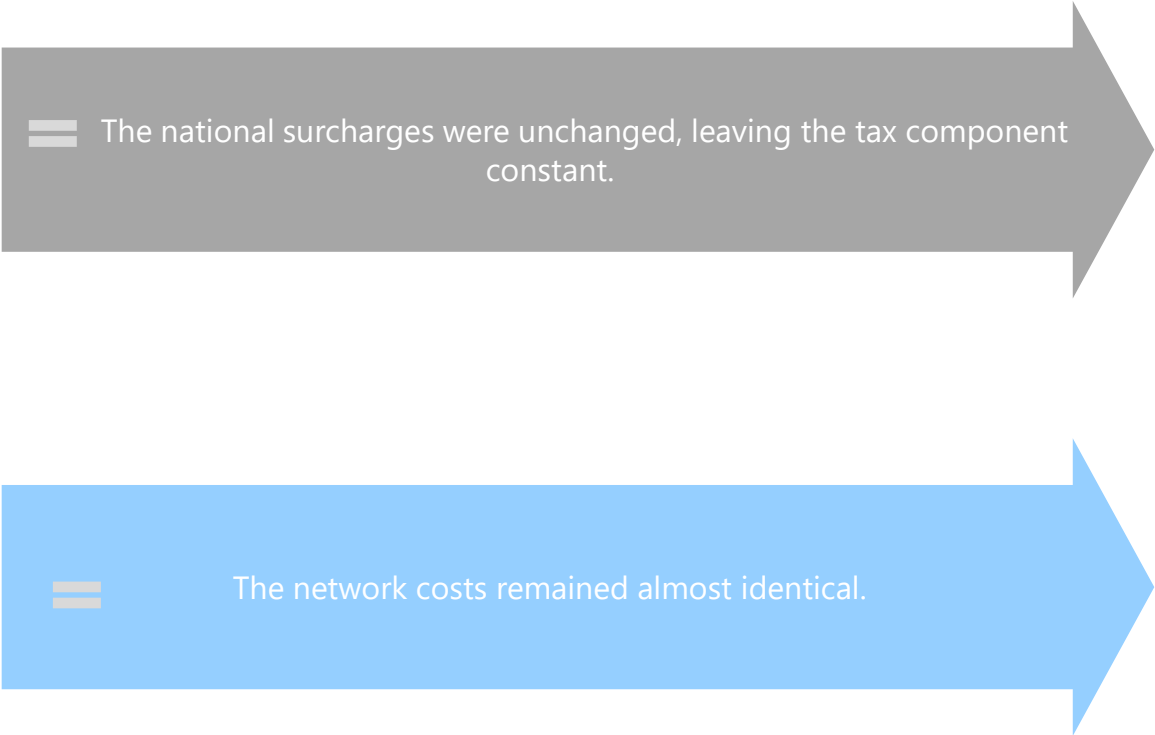 The national surcharges were unchanged, leaving the tax component
constant.
The network costs remained almost identical.